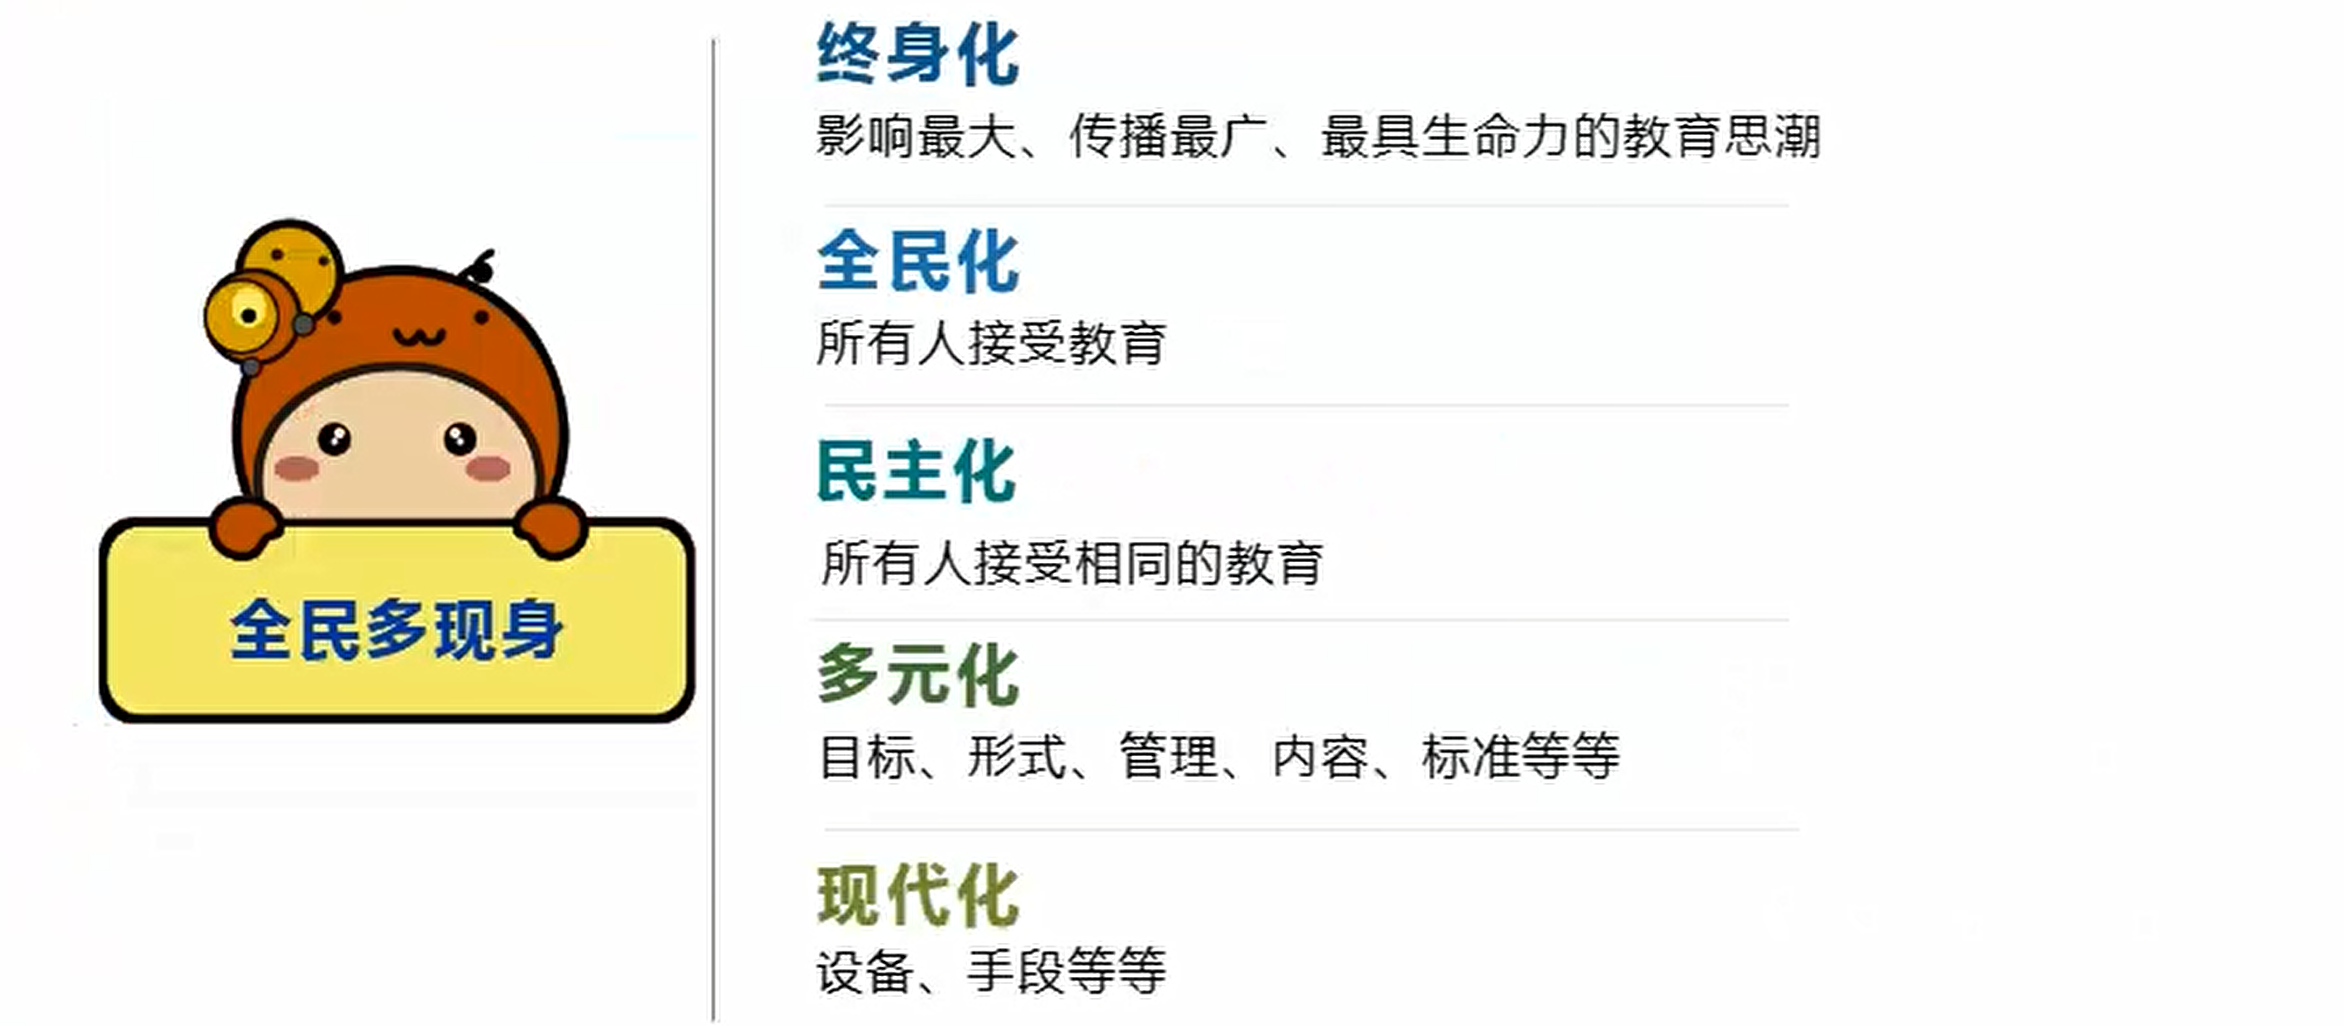 全民多现身
终身化
影响最大、传播最广、最具生命力的教育思潮
全民化
所有人接受教育
民主化
所有人接受相同的教育
多元化
目标、形式、管理、内容、标准等等
现代化
设备、手段等等